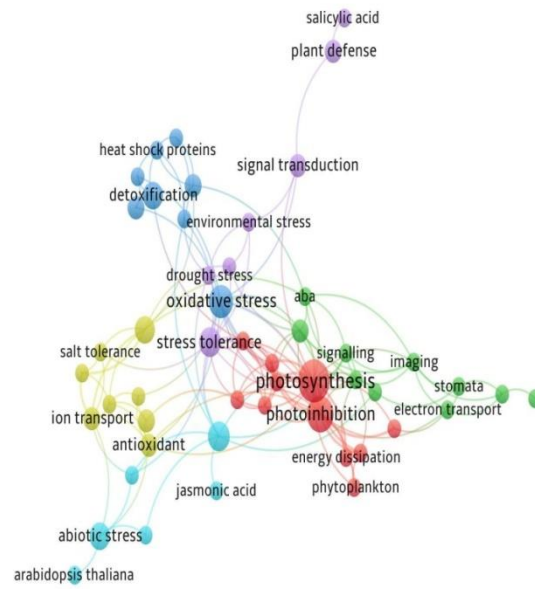 salicylic acid
plant defense
heat shock proteins
signal transduction
detoxification
environmental stress
drought stress
oxidative stress
aba
stress tolerance
signalling
salt tolerance
imaging
photosynthesis
stomata
ion transport
photoinhibition
electron transport
antioxidant
energy dissipation
jasmonic acid
phytoplankton
abiotic stress
arabidopsis thaliana